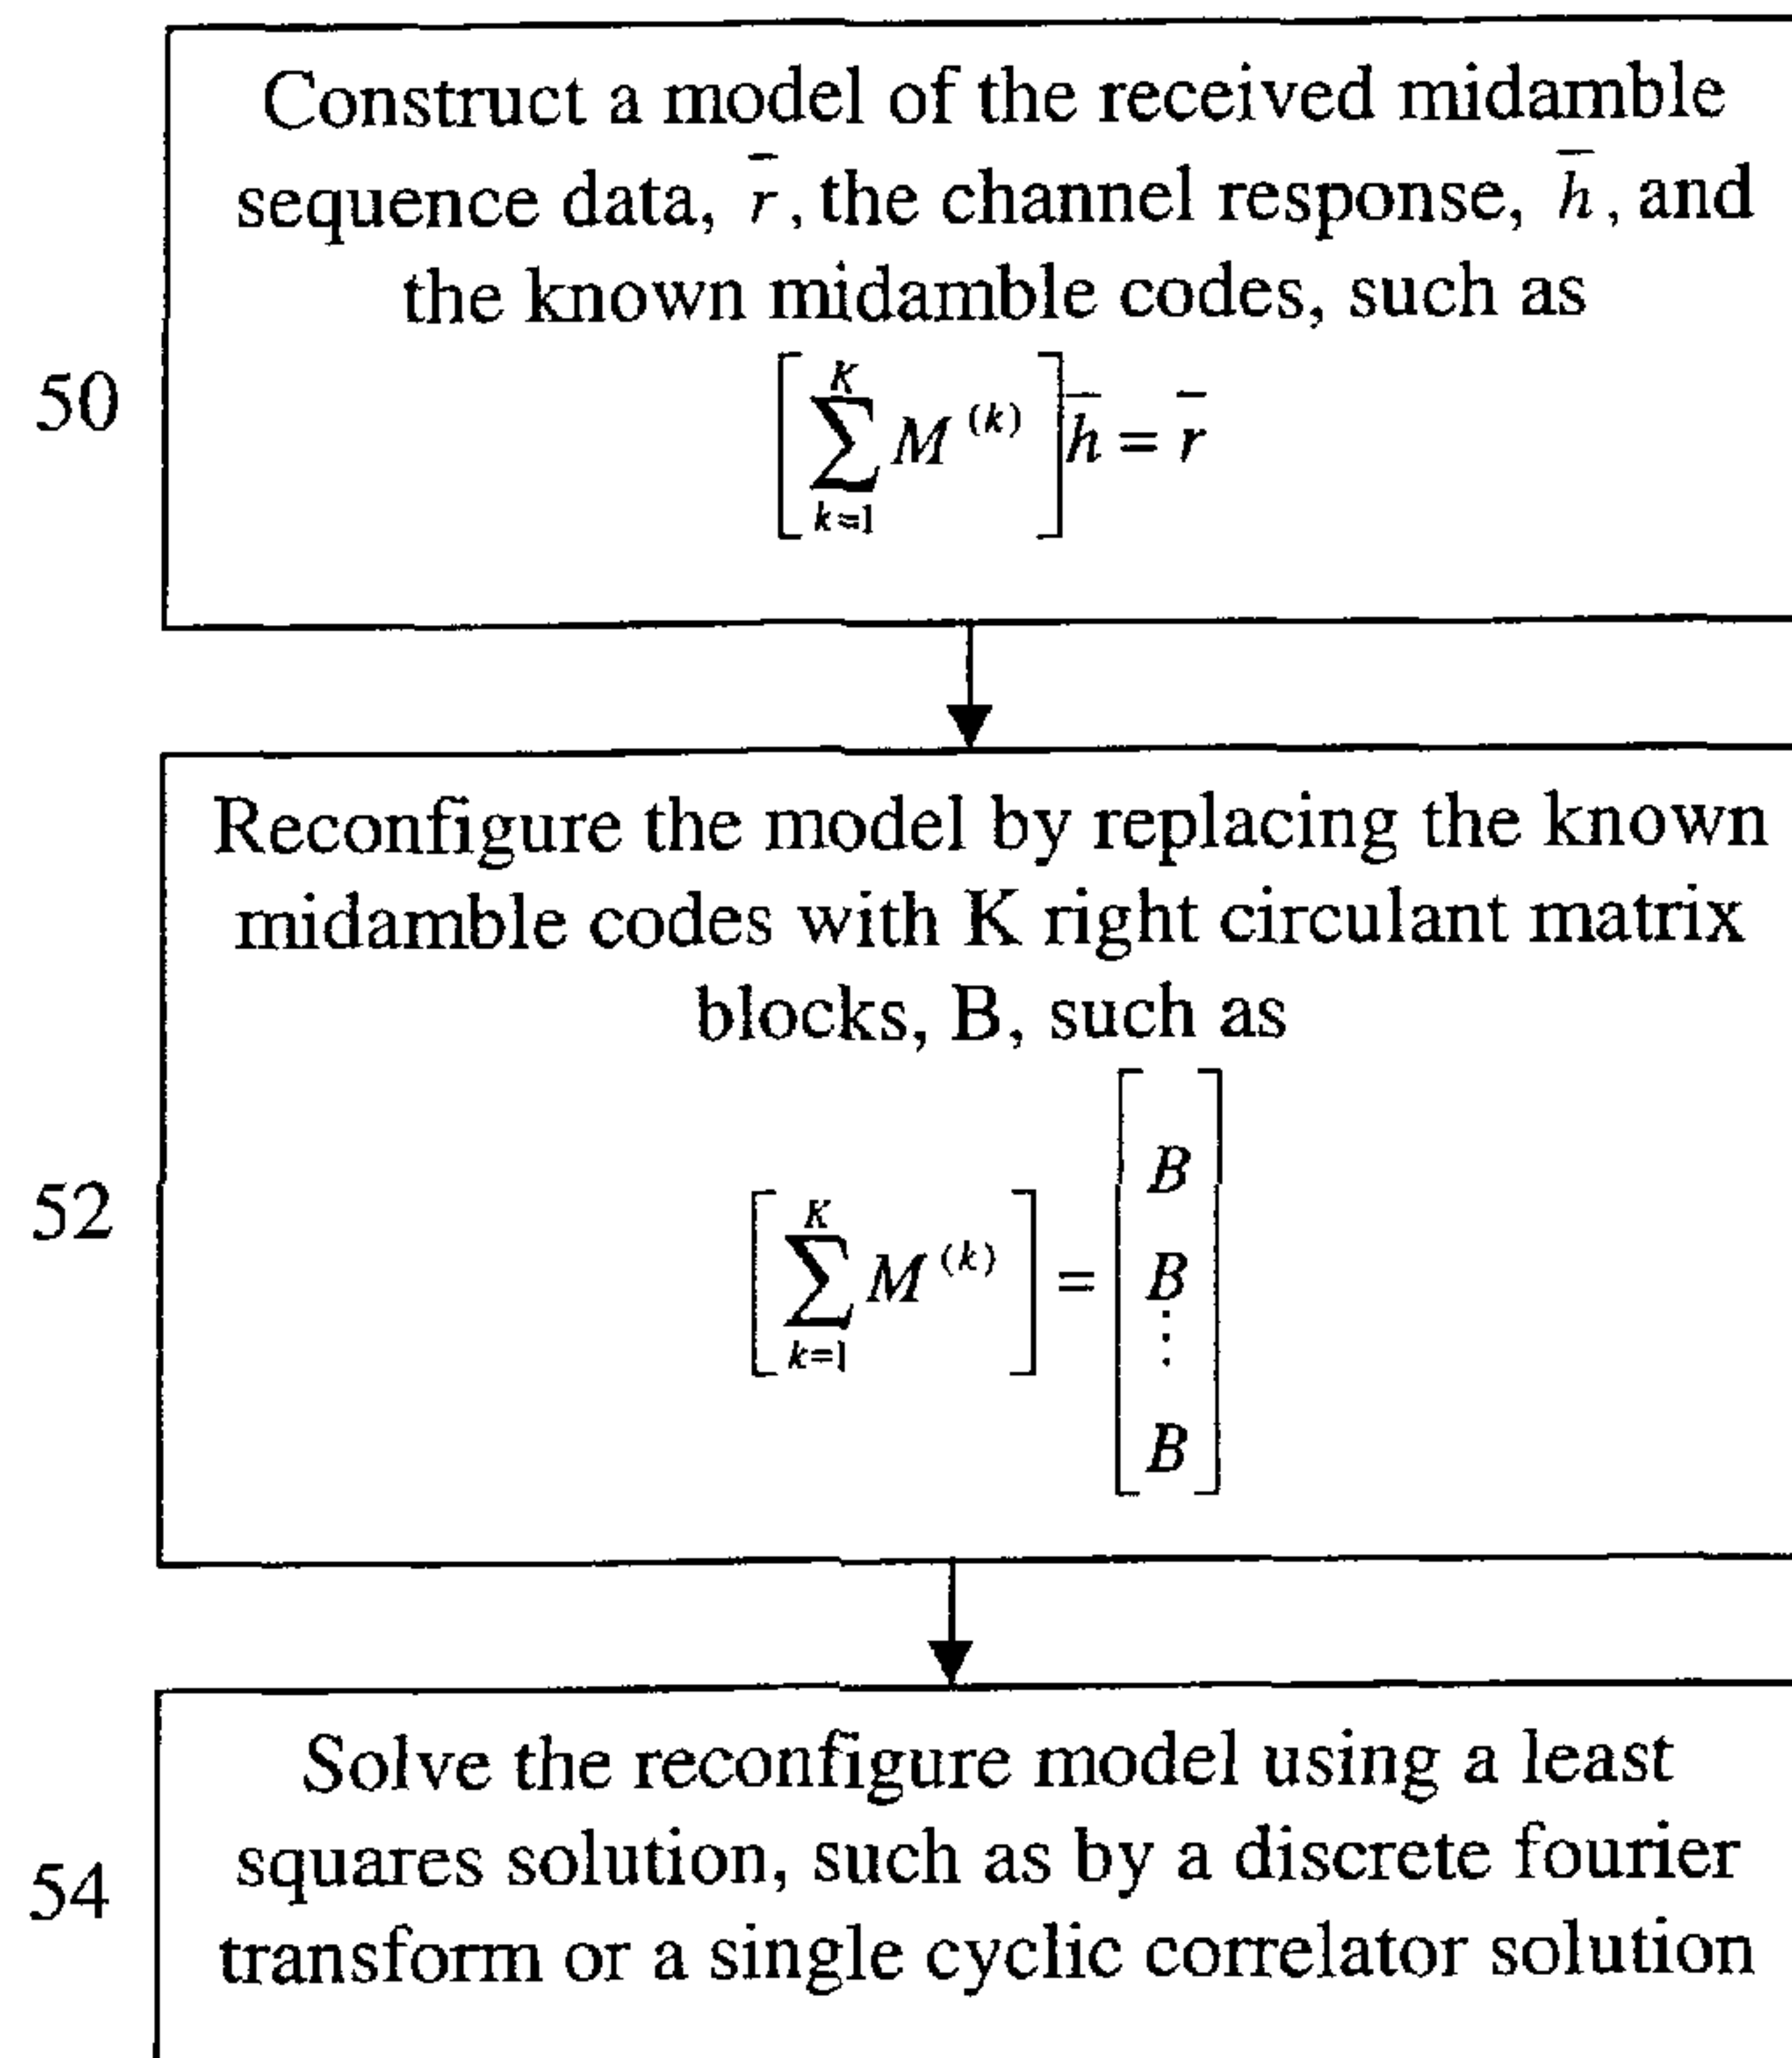 Construct a model of the received midamble
sequence data, r̄, the channel response, h̄, and
the known midamble codes, such as
50
[ ∑_{k=1}^{K} M^{(k)} ] h̄ = r̄
Reconfigure the model by replacing the known
midamble codes with K right circulant matrix
blocks, B, such as
52
[ ∑_{k=1}^{K} M^{(k)} ] = [ B B ⋮ B ]
Solve the reconfigure model using a least
squares solution, such as by a discrete fourier
54
transform or a single cyclic correlator solution